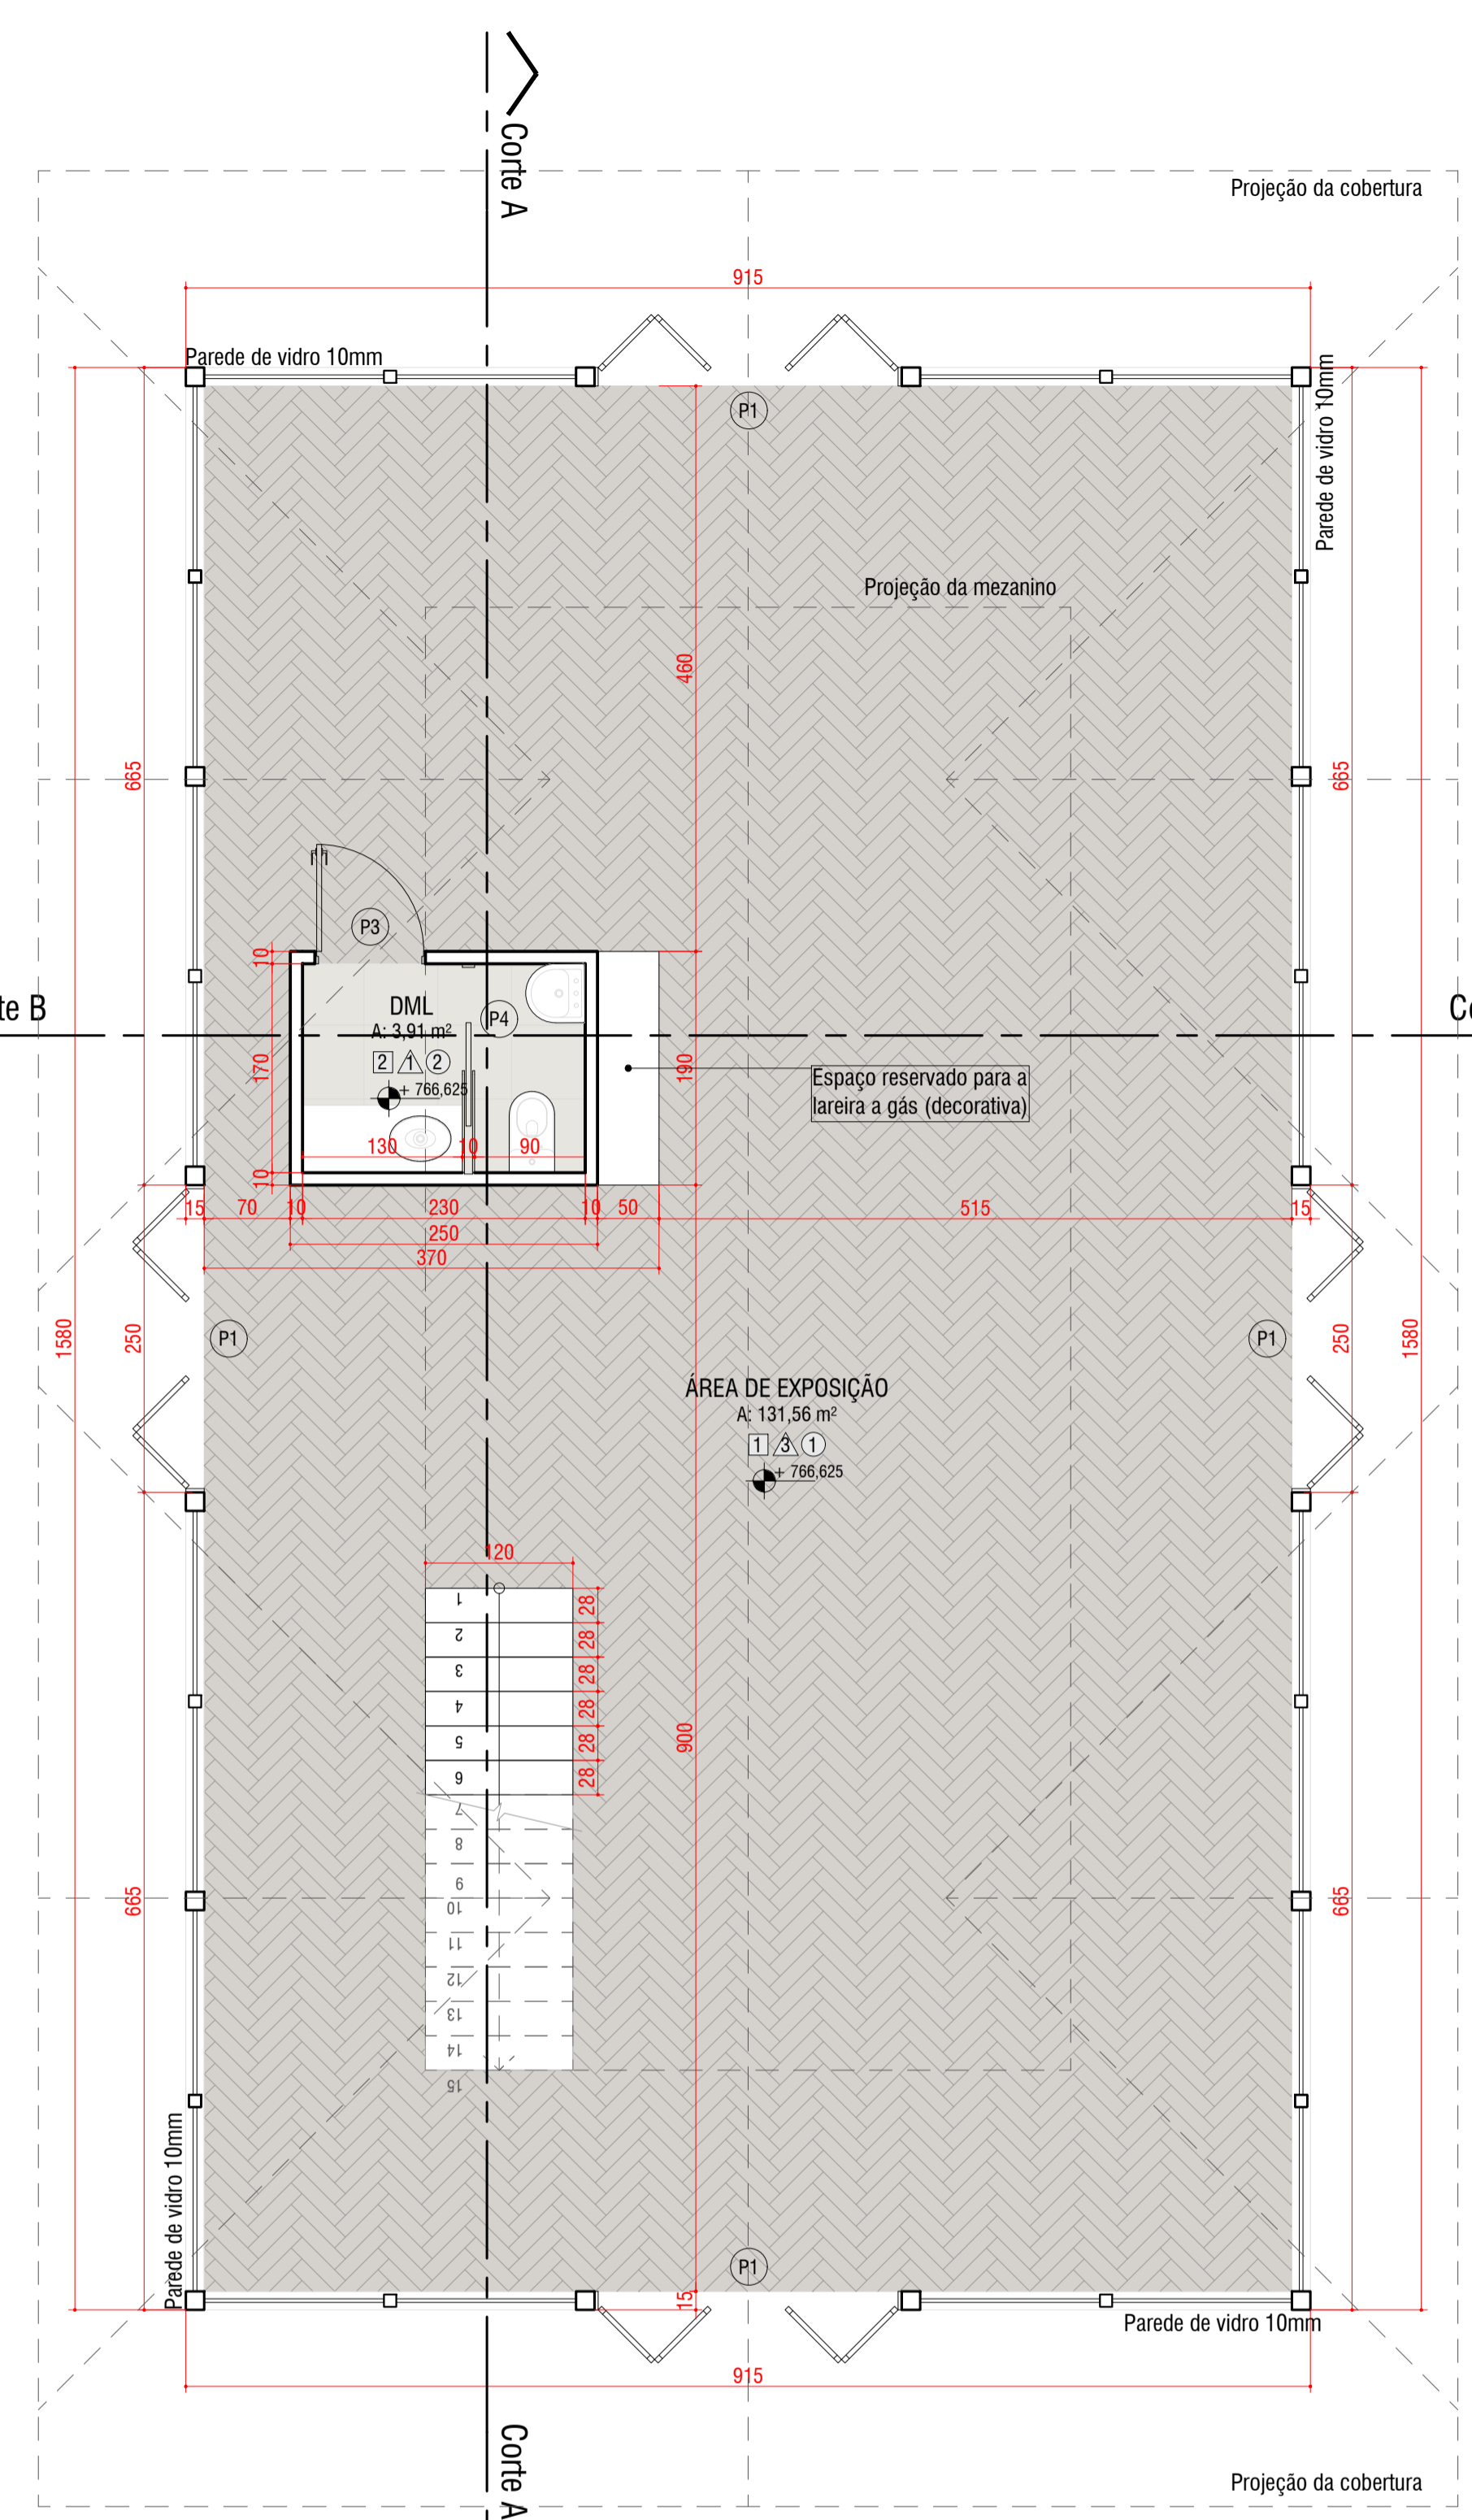 Corte A
Projeção da cobertura
915
Parede de vidro 10mm
Parede de vidro 10mm
P1
Projeção da mezanino
460
665
665
P3
10
DML
A: 3,91 m²
P4
2 1 2
+ 766,625
170
190
Espaço reservado para a
lareira a gás (decorativa)
130 10 90
10
15 70 10 230 10 50 515 15
250
370
te B
1580
250
P1
P1
250
1580
ÁREA DE EXPOSIÇÃO
A: 131,56 m²
1 3 1
+ 766,625
120
1
28
2
28
3
28
4
28
5
28
6
28
7
8
9
10
11
12
13
14
15
900
665
665
Parede de vidro 10mm
P1
15
Parede de vidro 10mm
915
Corte A
Projeção da cobertura